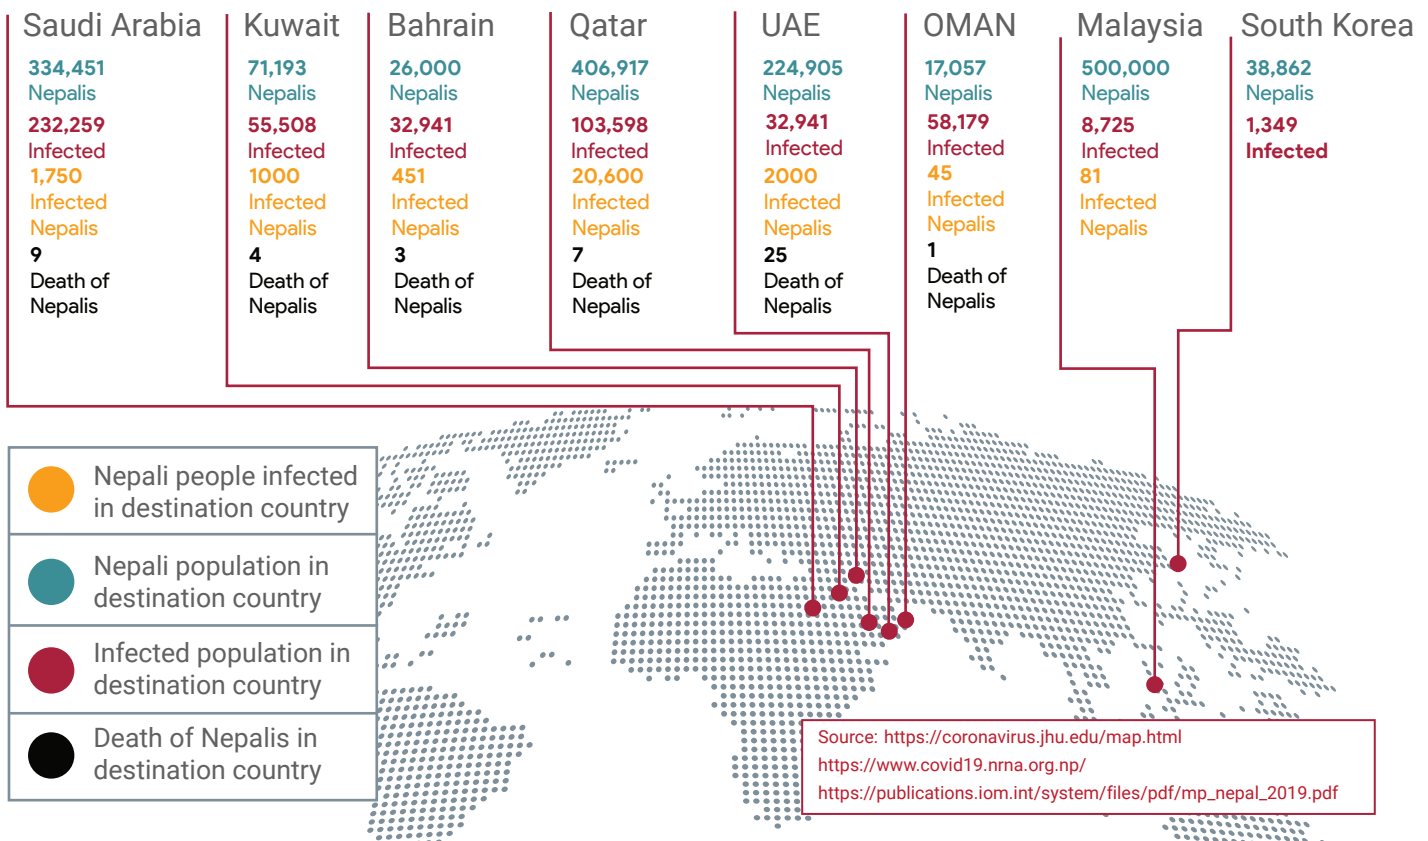 Saudi Arabia
334,451
Nepalis
232,259
Infected
1,750
Infected
Nepalis
9
Death of
Nepalis
Kuwait
71,193
Nepalis
55,508
Infected
1000
Infected
Nepalis
4
Death of
Nepalis
Bahrain
26,000
Nepalis
32,941
Infected
451
Infected
Nepalis
3
Death of
Nepalis
Qatar
406,917
Nepalis
103,598
Infected
20,600
Infected
Nepalis
7
Death of
Nepalis
UAE
224,905
Nepalis
32,941
Infected
2000
Infected
Nepalis
25
Death of
Nepalis
OMAN
17,057
Nepalis
58,179
Infected
45
Infected
Nepalis
1
Death of
Nepalis
Malaysia
500,000
Nepalis
8,725
Infected
81
Infected
Nepalis
South Korea
38,862
Nepalis
1,349
Infected
Nepali people infected
in destination country
Nepali population in
destination country
Infected population in
destination country
Death of Nepalis in
destination country
Source: https://coronavirus.jhu.edu/map.html
https://www.covid19.nrna.org.np/
https://publications.iom.int/system/files/pdf/mp_nepal_2019.pdf